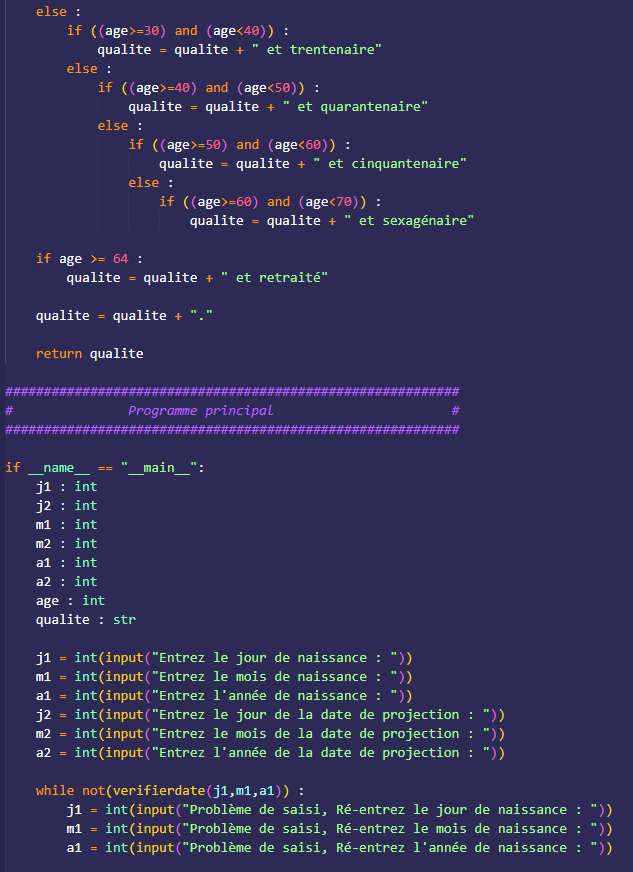 else :
if ((age>=30) and (age<40)) :
qualite = qualite + " et trentenaire"
else :
if ((age>=40) and (age<50)) :
qualite = qualite + " et quarantenaire"
else :
if ((age>=50) and (age<60)) :
qualite = qualite + " et cinquantenaire"
else :
if ((age>=60) and (age<70)) :
qualite = qualite + " et sexagénaire"
if age >= 64 :
qualite = qualite + " et retraité"
qualite = qualite + "."
return qualite
###########################################################
# Programme principal #
###########################################################
if __name__ == "__main__":
j1 : int
j2 : int
m1 : int
m2 : int
a1 : int
a2 : int
age : int
qualite : str
j1 = int(input("Entrez le jour de naissance : "))
m1 = int(input("Entrez le mois de naissance : "))
a1 = int(input("Entrez l'année de naissance : "))
j2 = int(input("Entrez le jour de la date de projection : "))
m2 = int(input("Entrez le mois de la date de projection : "))
a2 = int(input("Entrez l'année de la date de projection : "))
while not(verifierdate(j1,m1,a1)) :
j1 = int(input("Problème de saisi, Ré-entrez le jour de naissance : "))
m1 = int(input("Problème de saisi, Ré-entrez le mois de naissance : "))
a1 = int(input("Problème de saisi, Ré-entrez l'année de naissance : "))